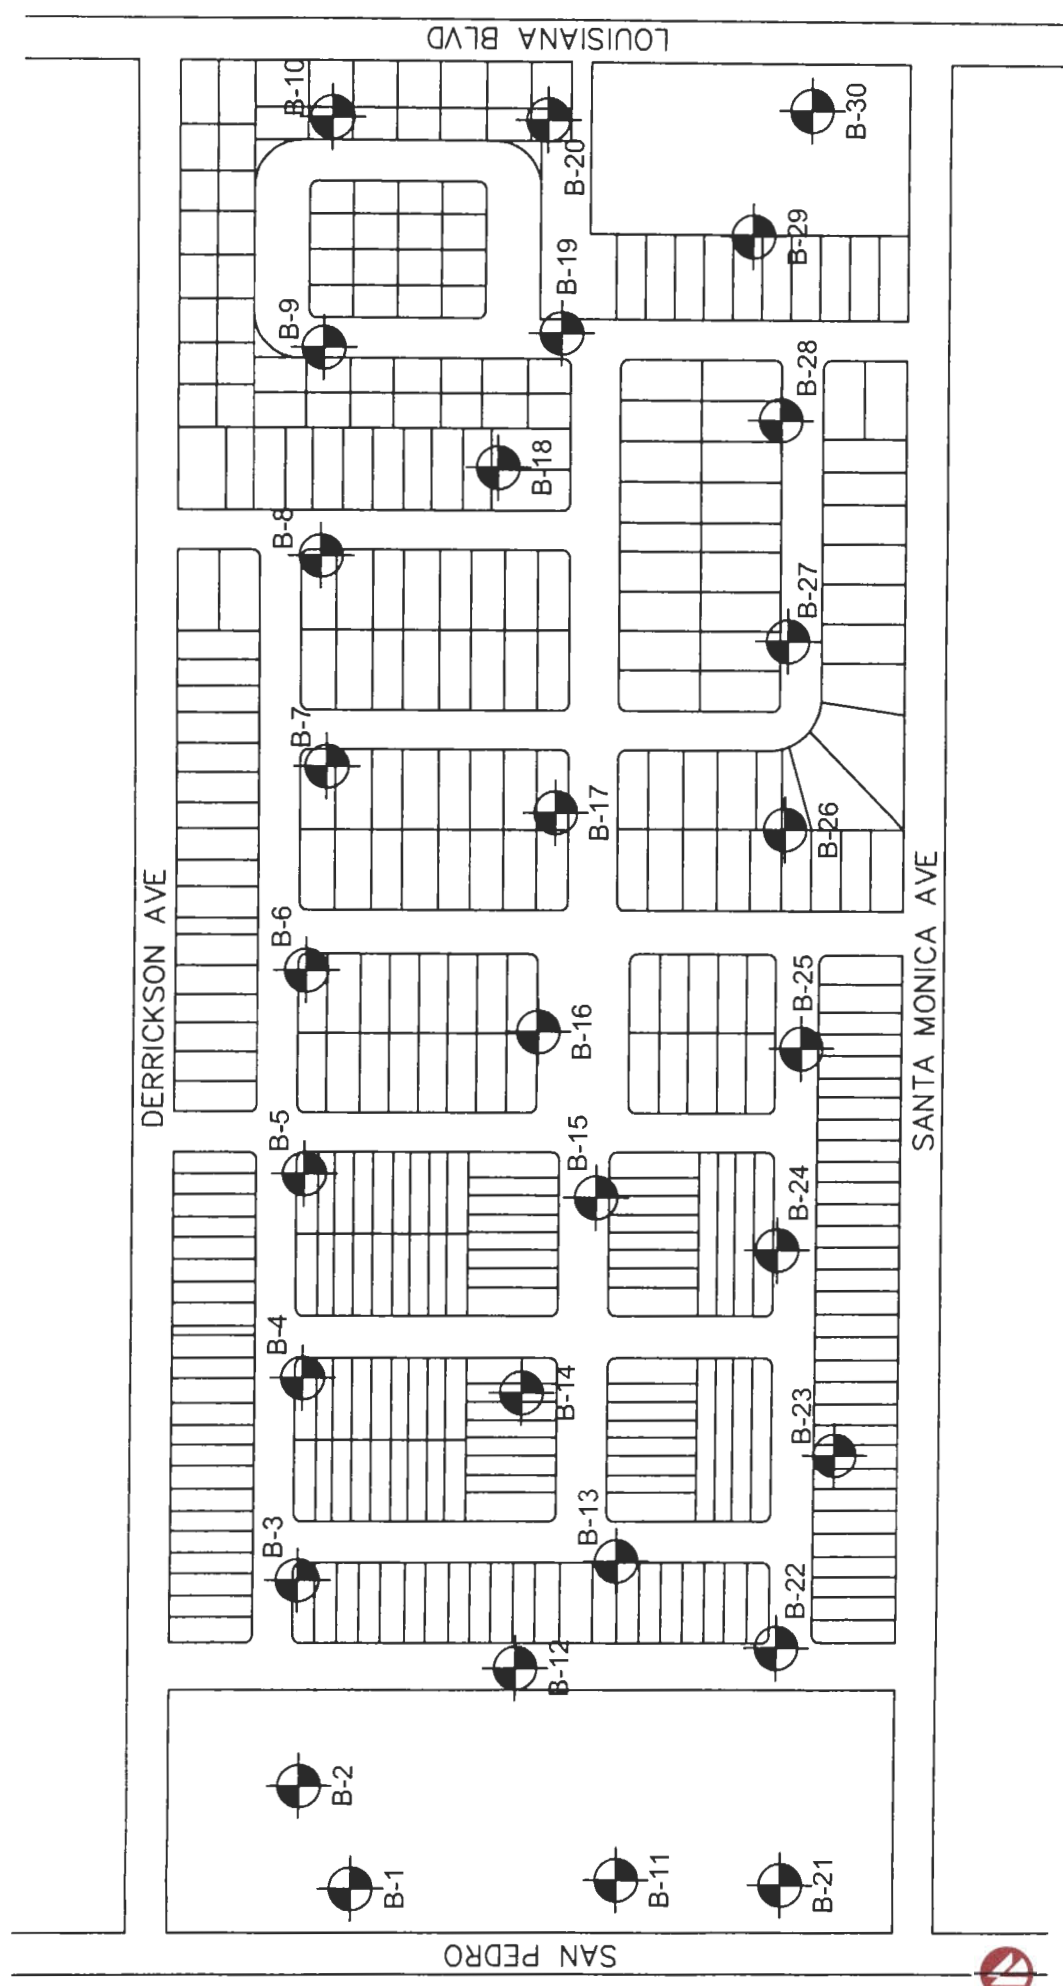 LOUISIANA BLVD
B-10
B-30
B-20
B-29
B-19
B-9
B-28
B-18
B-8
B-27
B-7
B-17
B-26
DERRICKSON AVE
SANTA MONICA AVE
B-6
B-25
B-16
B-5
B-15
B-24
B-4
B-14
B-23
B-13
B-3
B-22
B-12
B-2
B-1
B-11
B-21
SAN PEDRO